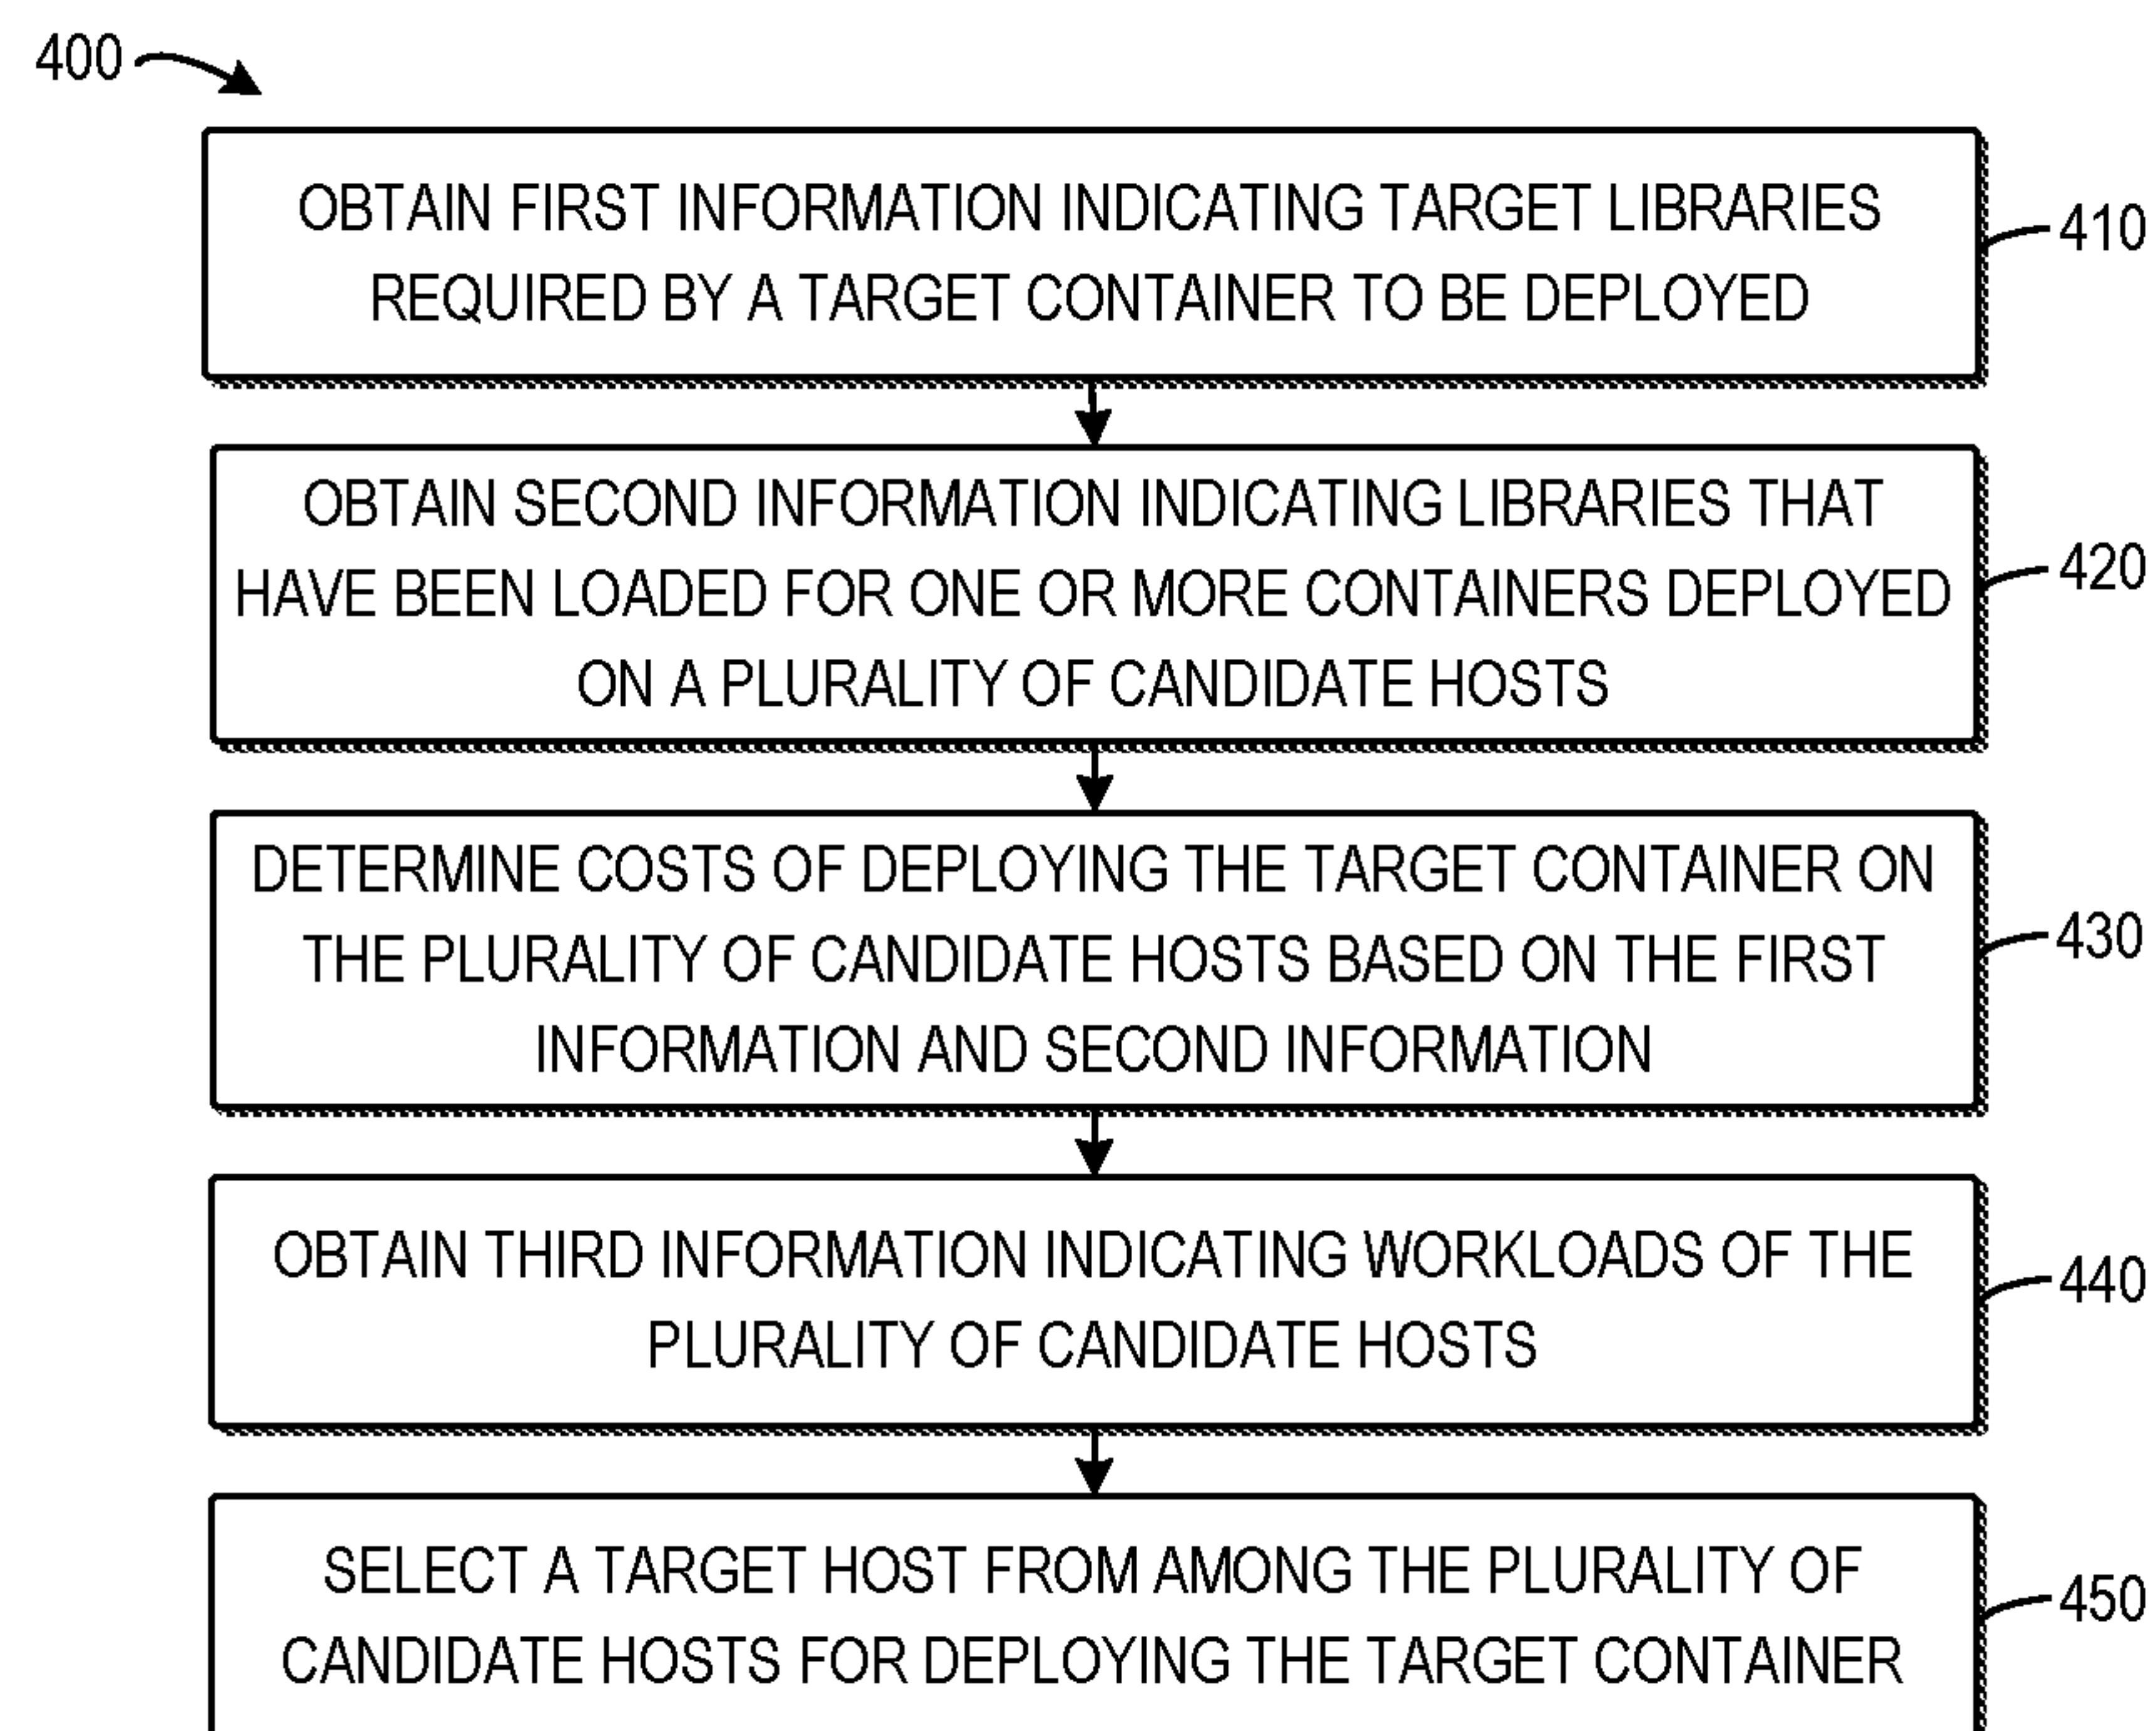 400
OBTAIN FIRST INFORMATION INDICATING TARGET LIBRARIES
REQUIRED BY A TARGET CONTAINER TO BE DEPLOYED
410
OBTAIN SECOND INFORMATION INDICATING LIBRARIES THAT
HAVE BEEN LOADED FOR ONE OR MORE CONTAINERS DEPLOYED
ON A PLURALITY OF CANDIDATE HOSTS
420
DETERMINE COSTS OF DEPLOYING THE TARGET CONTAINER ON
THE PLURALITY OF CANDIDATE HOSTS BASED ON THE FIRST
INFORMATION AND SECOND INFORMATION
430
OBTAIN THIRD INFORMATION INDICATING WORKLOADS OF THE
PLURALITY OF CANDIDATE HOSTS
440
SELECT A TARGET HOST FROM AMONG THE PLURALITY OF
CANDIDATE HOSTS FOR DEPLOYING THE TARGET CONTAINER
450